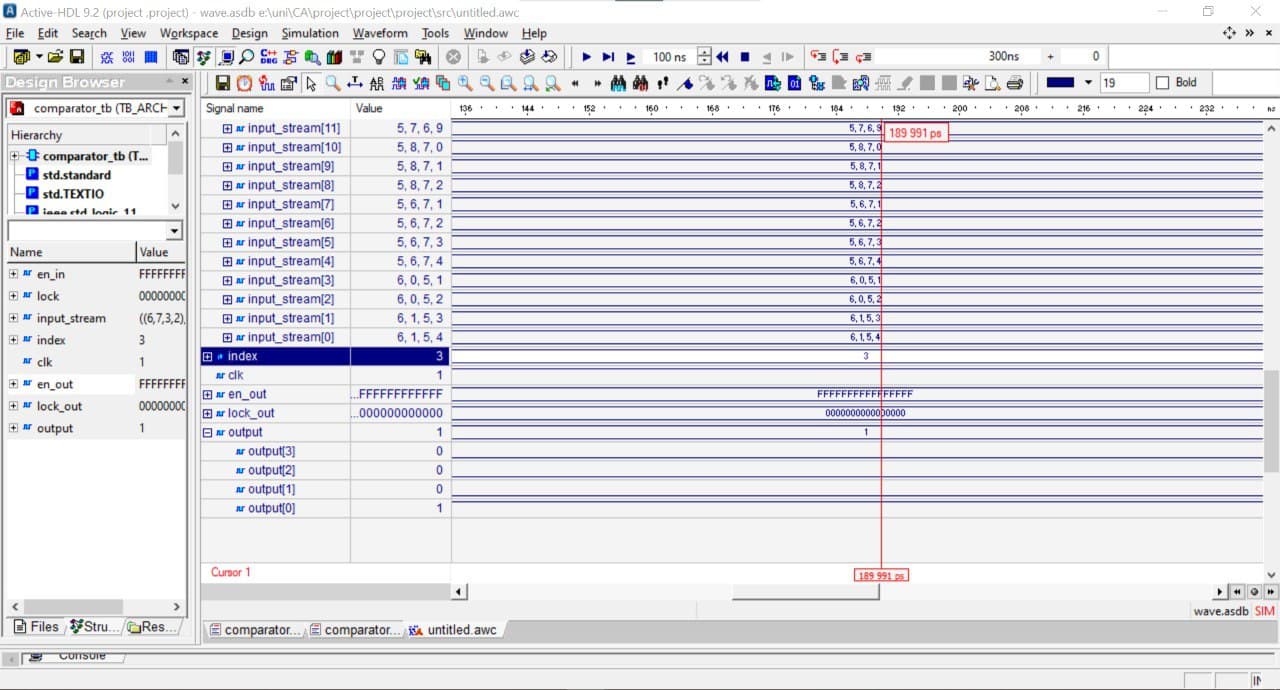 Active-HDL 9.2 (project ,project) - wave.asdb e:\uni\CA\project\project\project\src\untitled.awc
File Edit Search View Workspace Design Simulation Waveform Tools Window Help
100 ns 300ns + 0
Design Browser
19 Bold
comparator_tb (TB_ARCH
Hierarchy
comparator_tb (T...
std.standard
std.TEXTIO
ieee.std_logic_11
Name Value
en_in FFFFFFFF
lock 00000000
input_stream ((6,7,3,2),
index 3
clk 1
en_out FFFFFFFF
lock_out 00000000
output 1
Files Stru... Res...
Signal name Value 136 144 152 160 168 176 184 192 200 208 216 224 232 ns
input_stream[11] 5, 7, 6, 9 5, 7, 6, 9
189 991 ps
input_stream[10] 5, 8, 7, 0 5, 8, 7, 0
input_stream[9] 5, 8, 7, 1 5, 8, 7, 1
input_stream[8] 5, 8, 7, 2 5, 8, 7, 2
input_stream[7] 5, 6, 7, 1 5, 6, 7, 1
input_stream[6] 5, 6, 7, 2 5, 6, 7, 2
input_stream[5] 5, 6, 7, 3 5, 6, 7, 3
input_stream[4] 5, 6, 7, 4 5, 6, 7, 4
input_stream[3] 6, 0, 5, 1 6, 0, 5, 1
input_stream[2] 6, 0, 5, 2 6, 0, 5, 2
input_stream[1] 6, 1, 5, 3 6, 1, 5, 3
input_stream[0] 6, 1, 5, 4 6, 1, 5, 4
index 3 3
clk 1
en_out ...FFFFFFFFFFFF FFFFFFFFFFFFFFFF
lock_out ...000000000000 0000000000000000
output 1 1
output[3] 0
output[2] 0
output[1] 0
output[0] 1
Cursor 1 189 991 ps
wave.asdb SIM
comparator... comparator... untitled.awc
Console